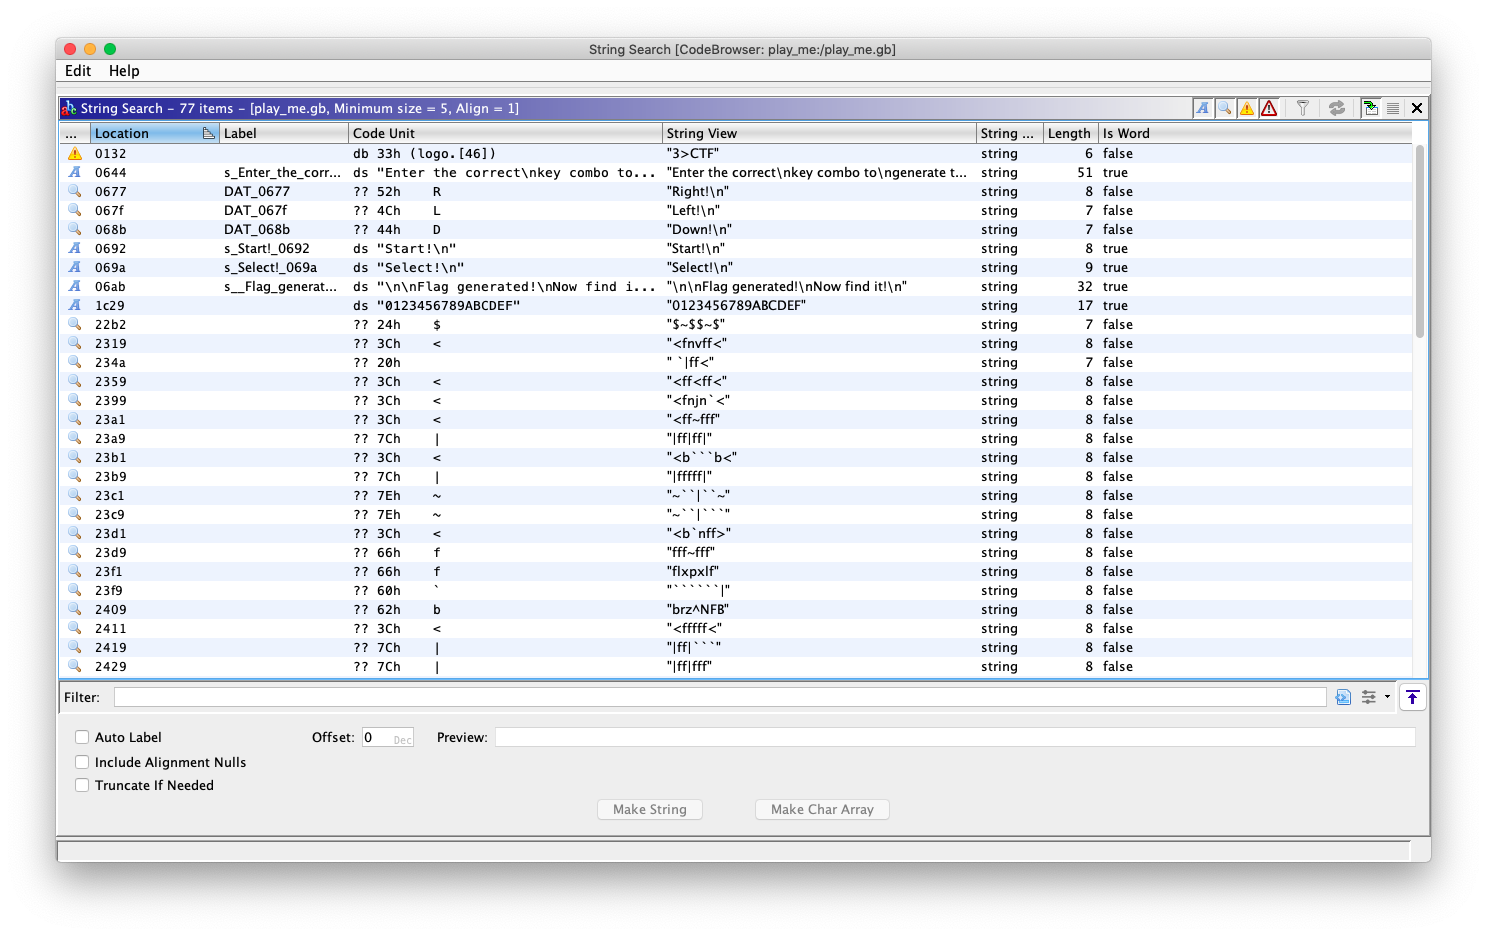 String Search [CodeBrowser: play_me:/play_me.gb]
Edit Help
String Search - 77 items - [play_me.gb, Minimum size = 5, Align = 1]
... Location Label Code Unit String View String ... Length Is Word
0132 db 33h (logo.[46]) "3>CTF" string 6 false
0644 s_Enter_the_corr... ds "Enter the correct\nkey combo to... "Enter the correct\nkey combo to\ngenerate t... string 51 true
0677 DAT_0677 ?? 52h R "Right!\n" string 8 false
067f DAT_067f ?? 4Ch L "Left!\n" string 7 false
068b DAT_068b ?? 44h D "Down!\n" string 7 false
0692 s_Start!_0692 ds "Start!\n" "Start!\n" string 8 true
069a s_Select!_069a ds "Select!\n" "Select!\n" string 9 true
06ab s__Flag_generat... ds "\n\nFlag generated!\nNow find i... "\n\nFlag generated!\nNow find it!\n" string 32 true
1c29 ds "0123456789ABCDEF" "0123456789ABCDEF" string 17 true
22b2 ?? 24h $ "$~$$~$" string 7 false
2319 ?? 3Ch < "<fnvff<" string 8 false
234a ?? 20h " `|ff<" string 7 false
2359 ?? 3Ch < "<ff<ff<" string 8 false
2399 ?? 3Ch < "<fnjn`<" string 8 false
23a1 ?? 3Ch < "<ff~fff" string 8 false
23a9 ?? 7Ch | "|ff|ff|" string 8 false
23b1 ?? 3Ch < "<b```b<" string 8 false
23b9 ?? 7Ch | "|fffff|" string 8 false
23c1 ?? 7Eh ~ "~``|``~" string 8 false
23c9 ?? 7Eh ~ "~``|```" string 8 false
23d1 ?? 3Ch < "<b`nff>" string 8 false
23d9 ?? 66h f "fff~fff" string 8 false
23f1 ?? 66h f "flxpxlf" string 8 false
23f9 ?? 60h ` "``````|" string 8 false
2409 ?? 62h b "brz^NFB" string 8 false
2411 ?? 3Ch < "<fffff<" string 8 false
2419 ?? 7Ch | "|ff|```" string 8 false
2429 ?? 7Ch | "|ff|fff" string 8 false
Filter:
Auto Label Offset: 0 Dec Preview:
Include Alignment Nulls
Truncate If Needed
Make String Make Char Array